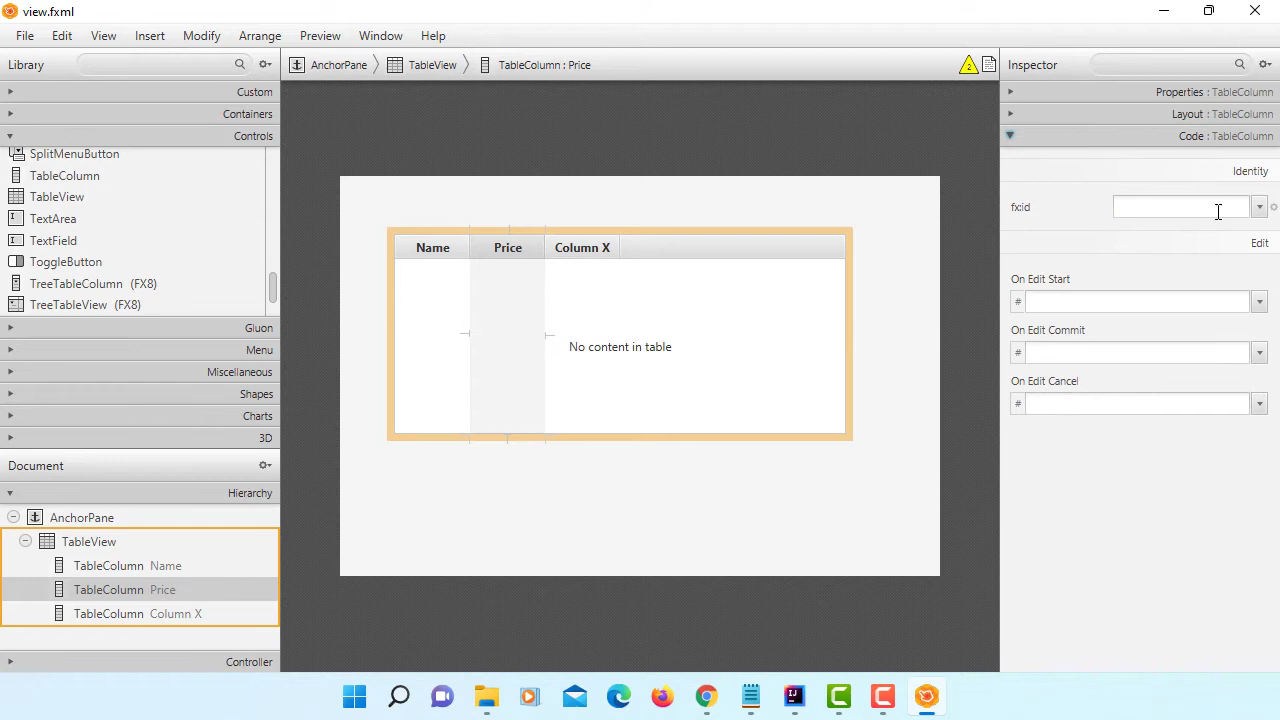 view.fxml
File Edit View Insert Modify Arrange Preview Window Help
Library
AnchorPane TableView TableColumn : Price
2
Inspector
Custom
Containers
Controls
SplitMenuButton
TableColumn
TableView
TextArea
TextField
ToggleButton
TreeTableColumn (FX8)
TreeTableView (FX8)
Gluon
Menu
Miscellaneous
Shapes
Charts
3D
Document
Hierarchy
AnchorPane
TableView
TableColumn Name
TableColumn Price
TableColumn Column X
Controller
Name Price Column X
No content in table
Properties : TableColumn
Layout : TableColumn
Code : TableColumn
Identity
fx:id
Edit
On Edit Start
#
On Edit Commit
#
On Edit Cancel
#